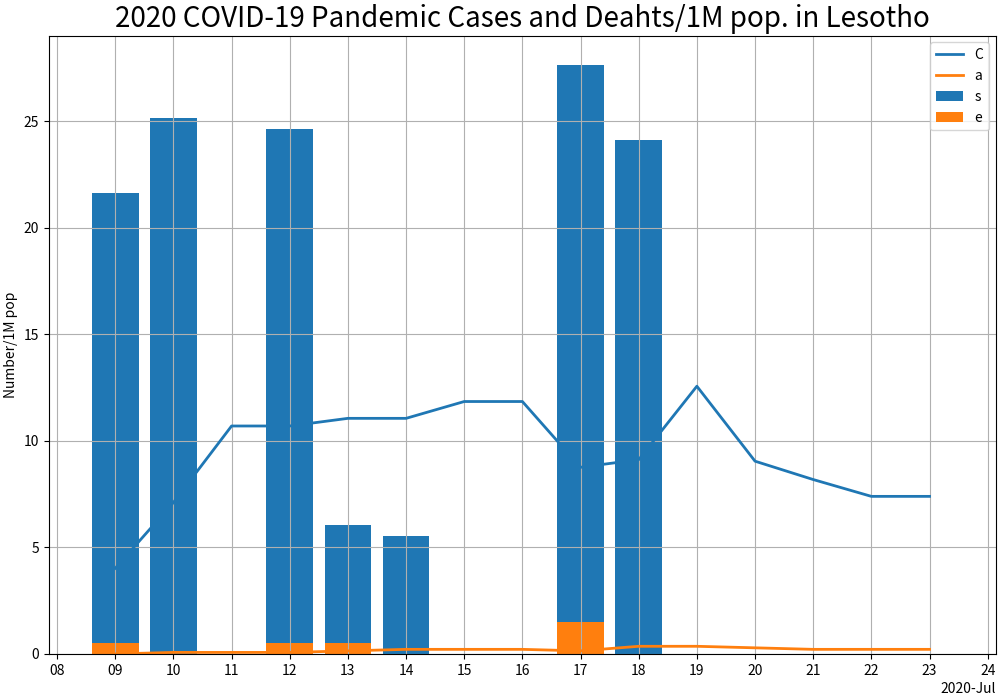 2020 COVID-19 Pandemic Cases and Deahts/1M pop. in Lesotho
C
a
s
e
25
20
15
10
5
0
Number/1M pop
08 09 10 11 12 13 14 15 16 17 18 19 20 21 22 23 24
2020-Jul